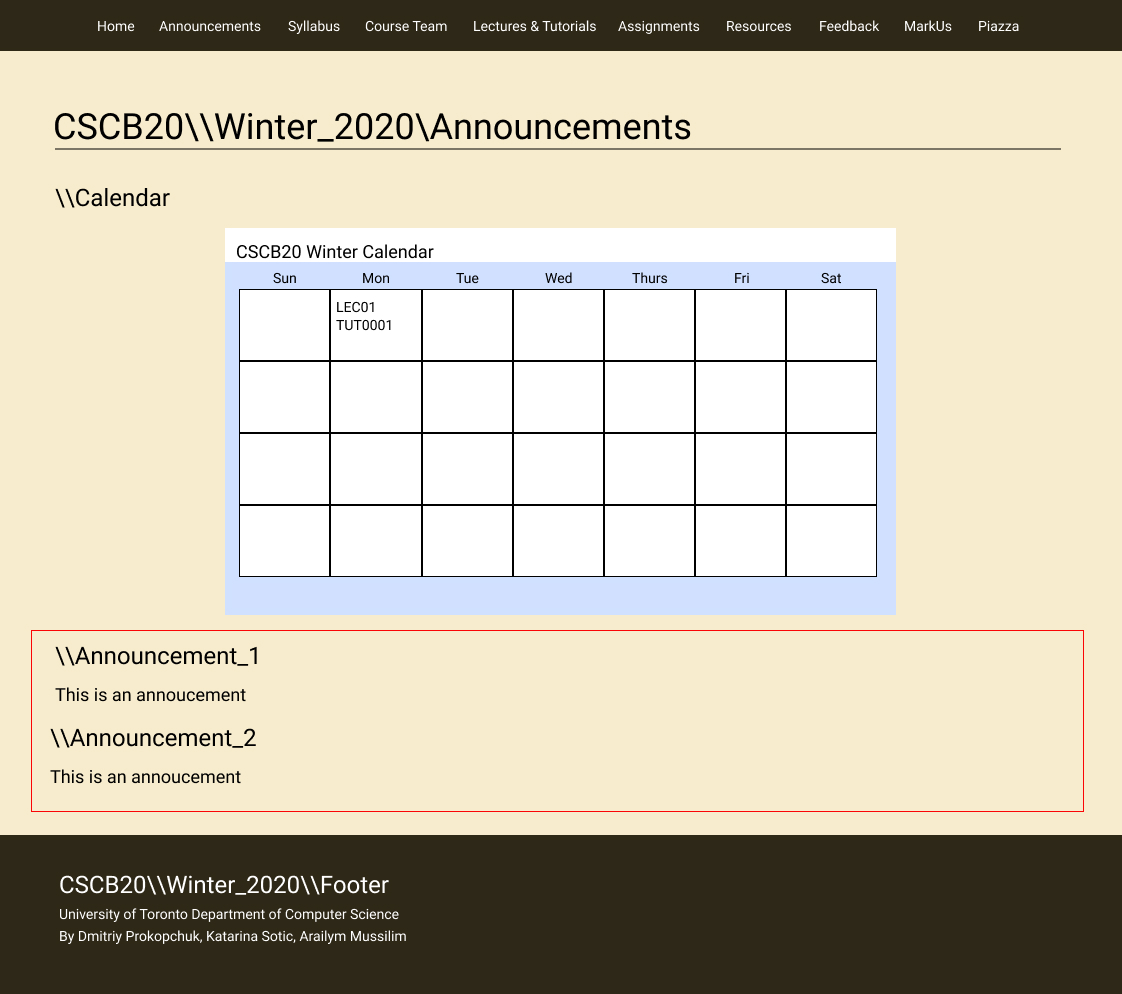 Home Announcements Syllabus Course Team Lectures & Tutorials Assignments Resources Feedback MarkUs Piazza
CSCB20\\Winter_2020\Announcements
\\Calendar
CSCB20 Winter Calendar
Sun Mon Tue Wed Thurs Fri Sat
LEC01
TUT0001
\\Announcement_1
This is an annoucement
\\Announcement_2
This is an annoucement
CSCB20\\Winter_2020\\Footer
University of Toronto Department of Computer Science
By Dmitriy Prokopchuk, Katarina Sotic, Arailym Mussilim